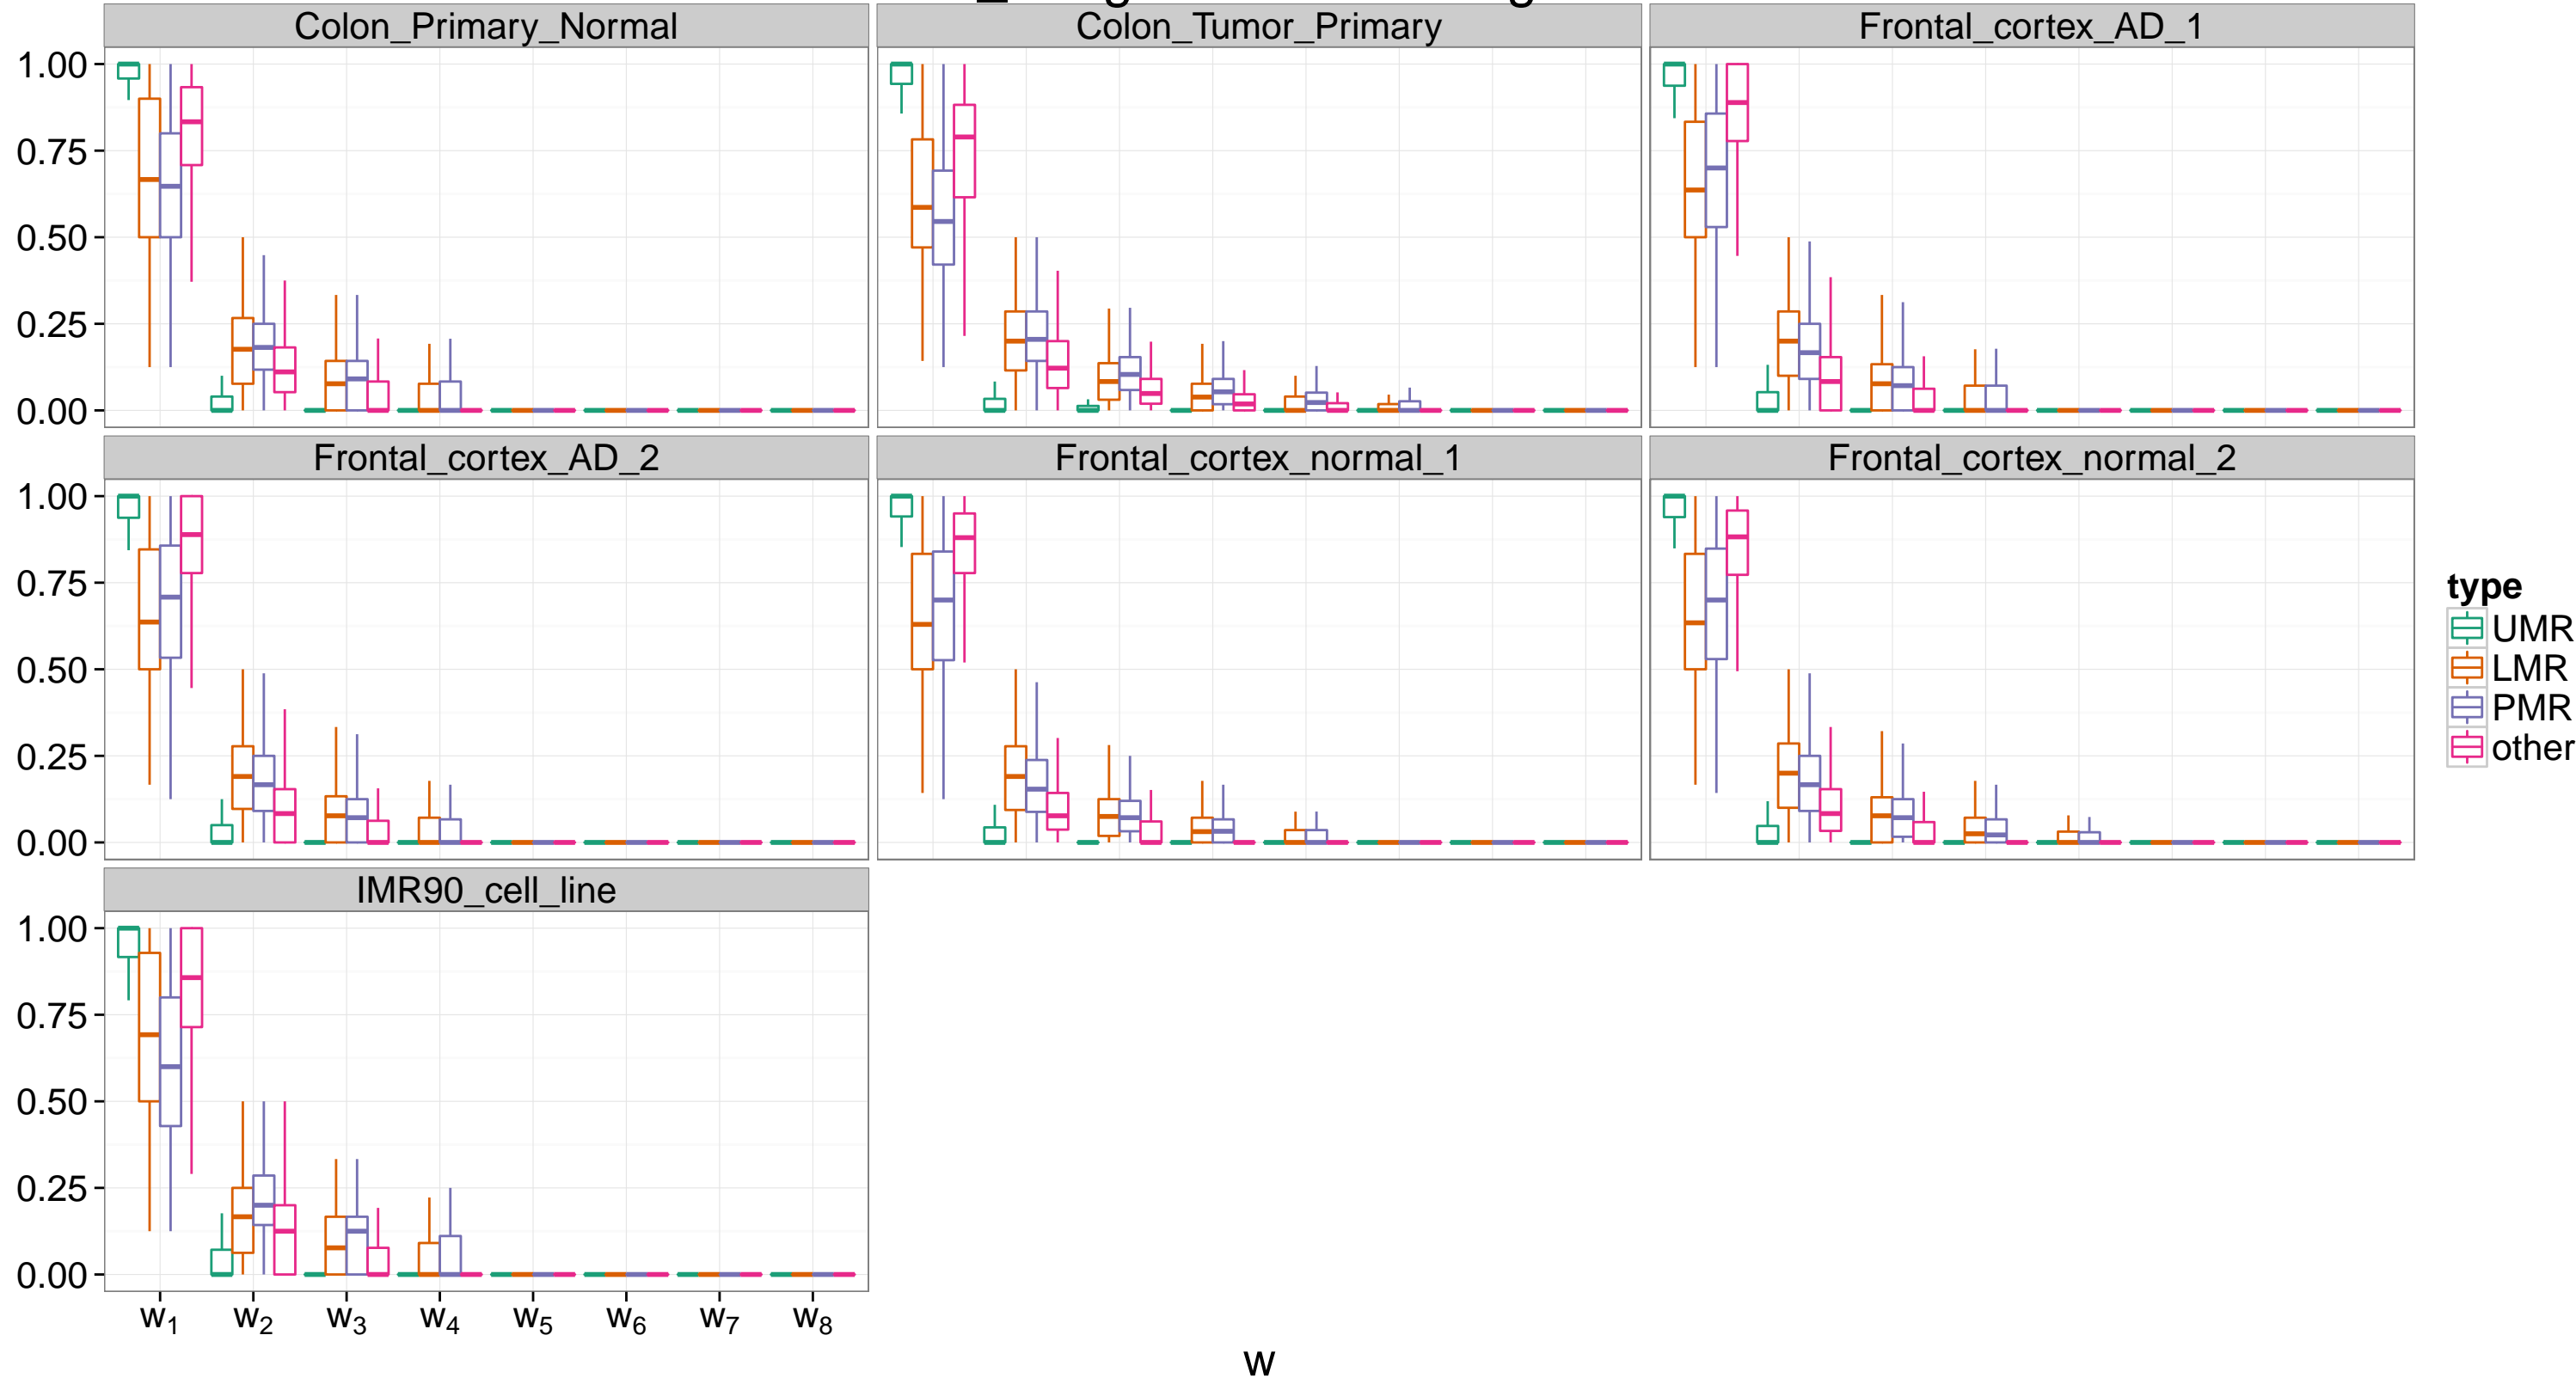 Colon_Primary_Normal
Colon_Tumor_Primary
Frontal_cortex_AD_1
1.00
0.75
0.50
0.25
0.00
Frontal_cortex_AD_2
Frontal_cortex_normal_1
Frontal_cortex_normal_2
1.00
0.75
0.50
0.25
0.00
type
UMR
LMR
PMR
other
IMR90_cell_line
1.00
0.75
0.50
0.25
0.00
w₁ w₂ w₃ w₄ w₅ w₆ w₇ w₈
w